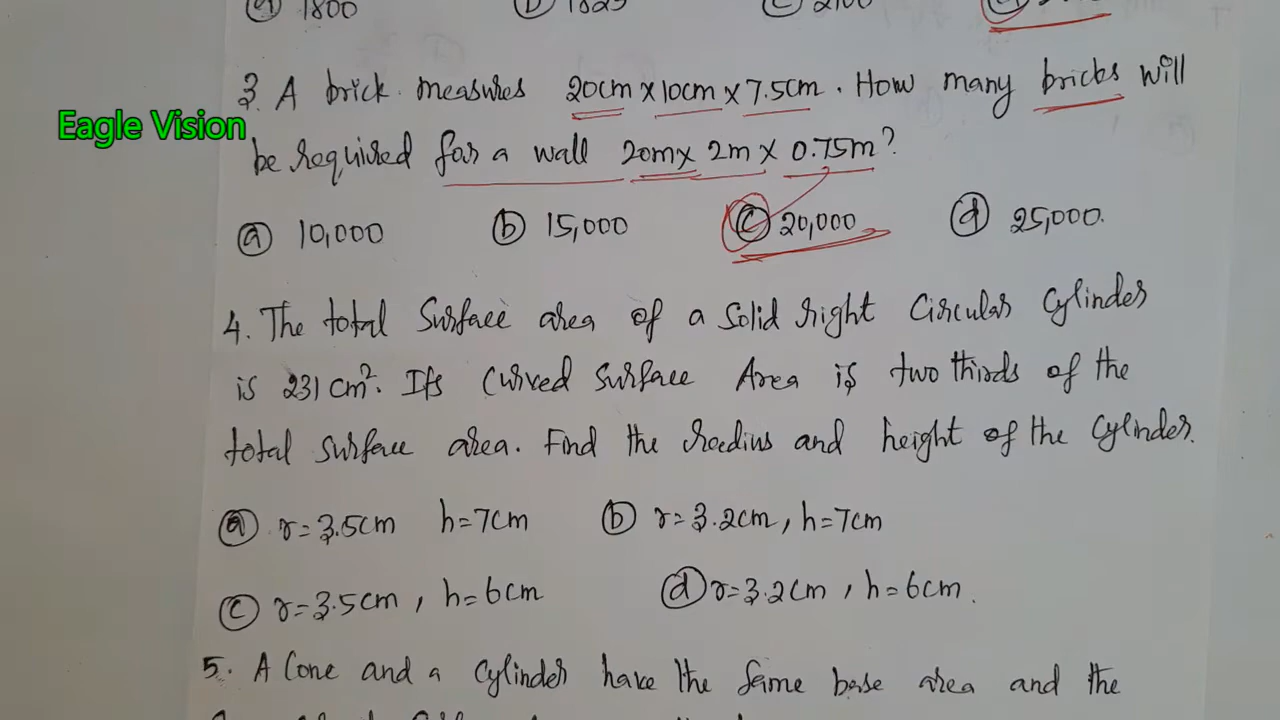 (a) 1800 (b) 1825 (c) 2100
3. A brick measures 20cm x 10cm x 7.5cm. How many bricks will
Eagle Vision
be required for a wall 20m x 2m x 0.75m?
(a) 10,000 (b) 15,000 (c) 20,000 (d) 25,000.
4. The total Surface area of a Solid right Circular Cylinder
is 231 cm². Its Curved Surface Area is two thirds of the
total surface area. Find the radius and height of the Cylinder.
(a) r=3.5cm h=7cm (b) r=3.2cm, h=7cm
(c) r=3.5cm, h=6cm (d) r=3.2cm, h=6cm.
5. A Cone and a Cylinder have the Same base area and the